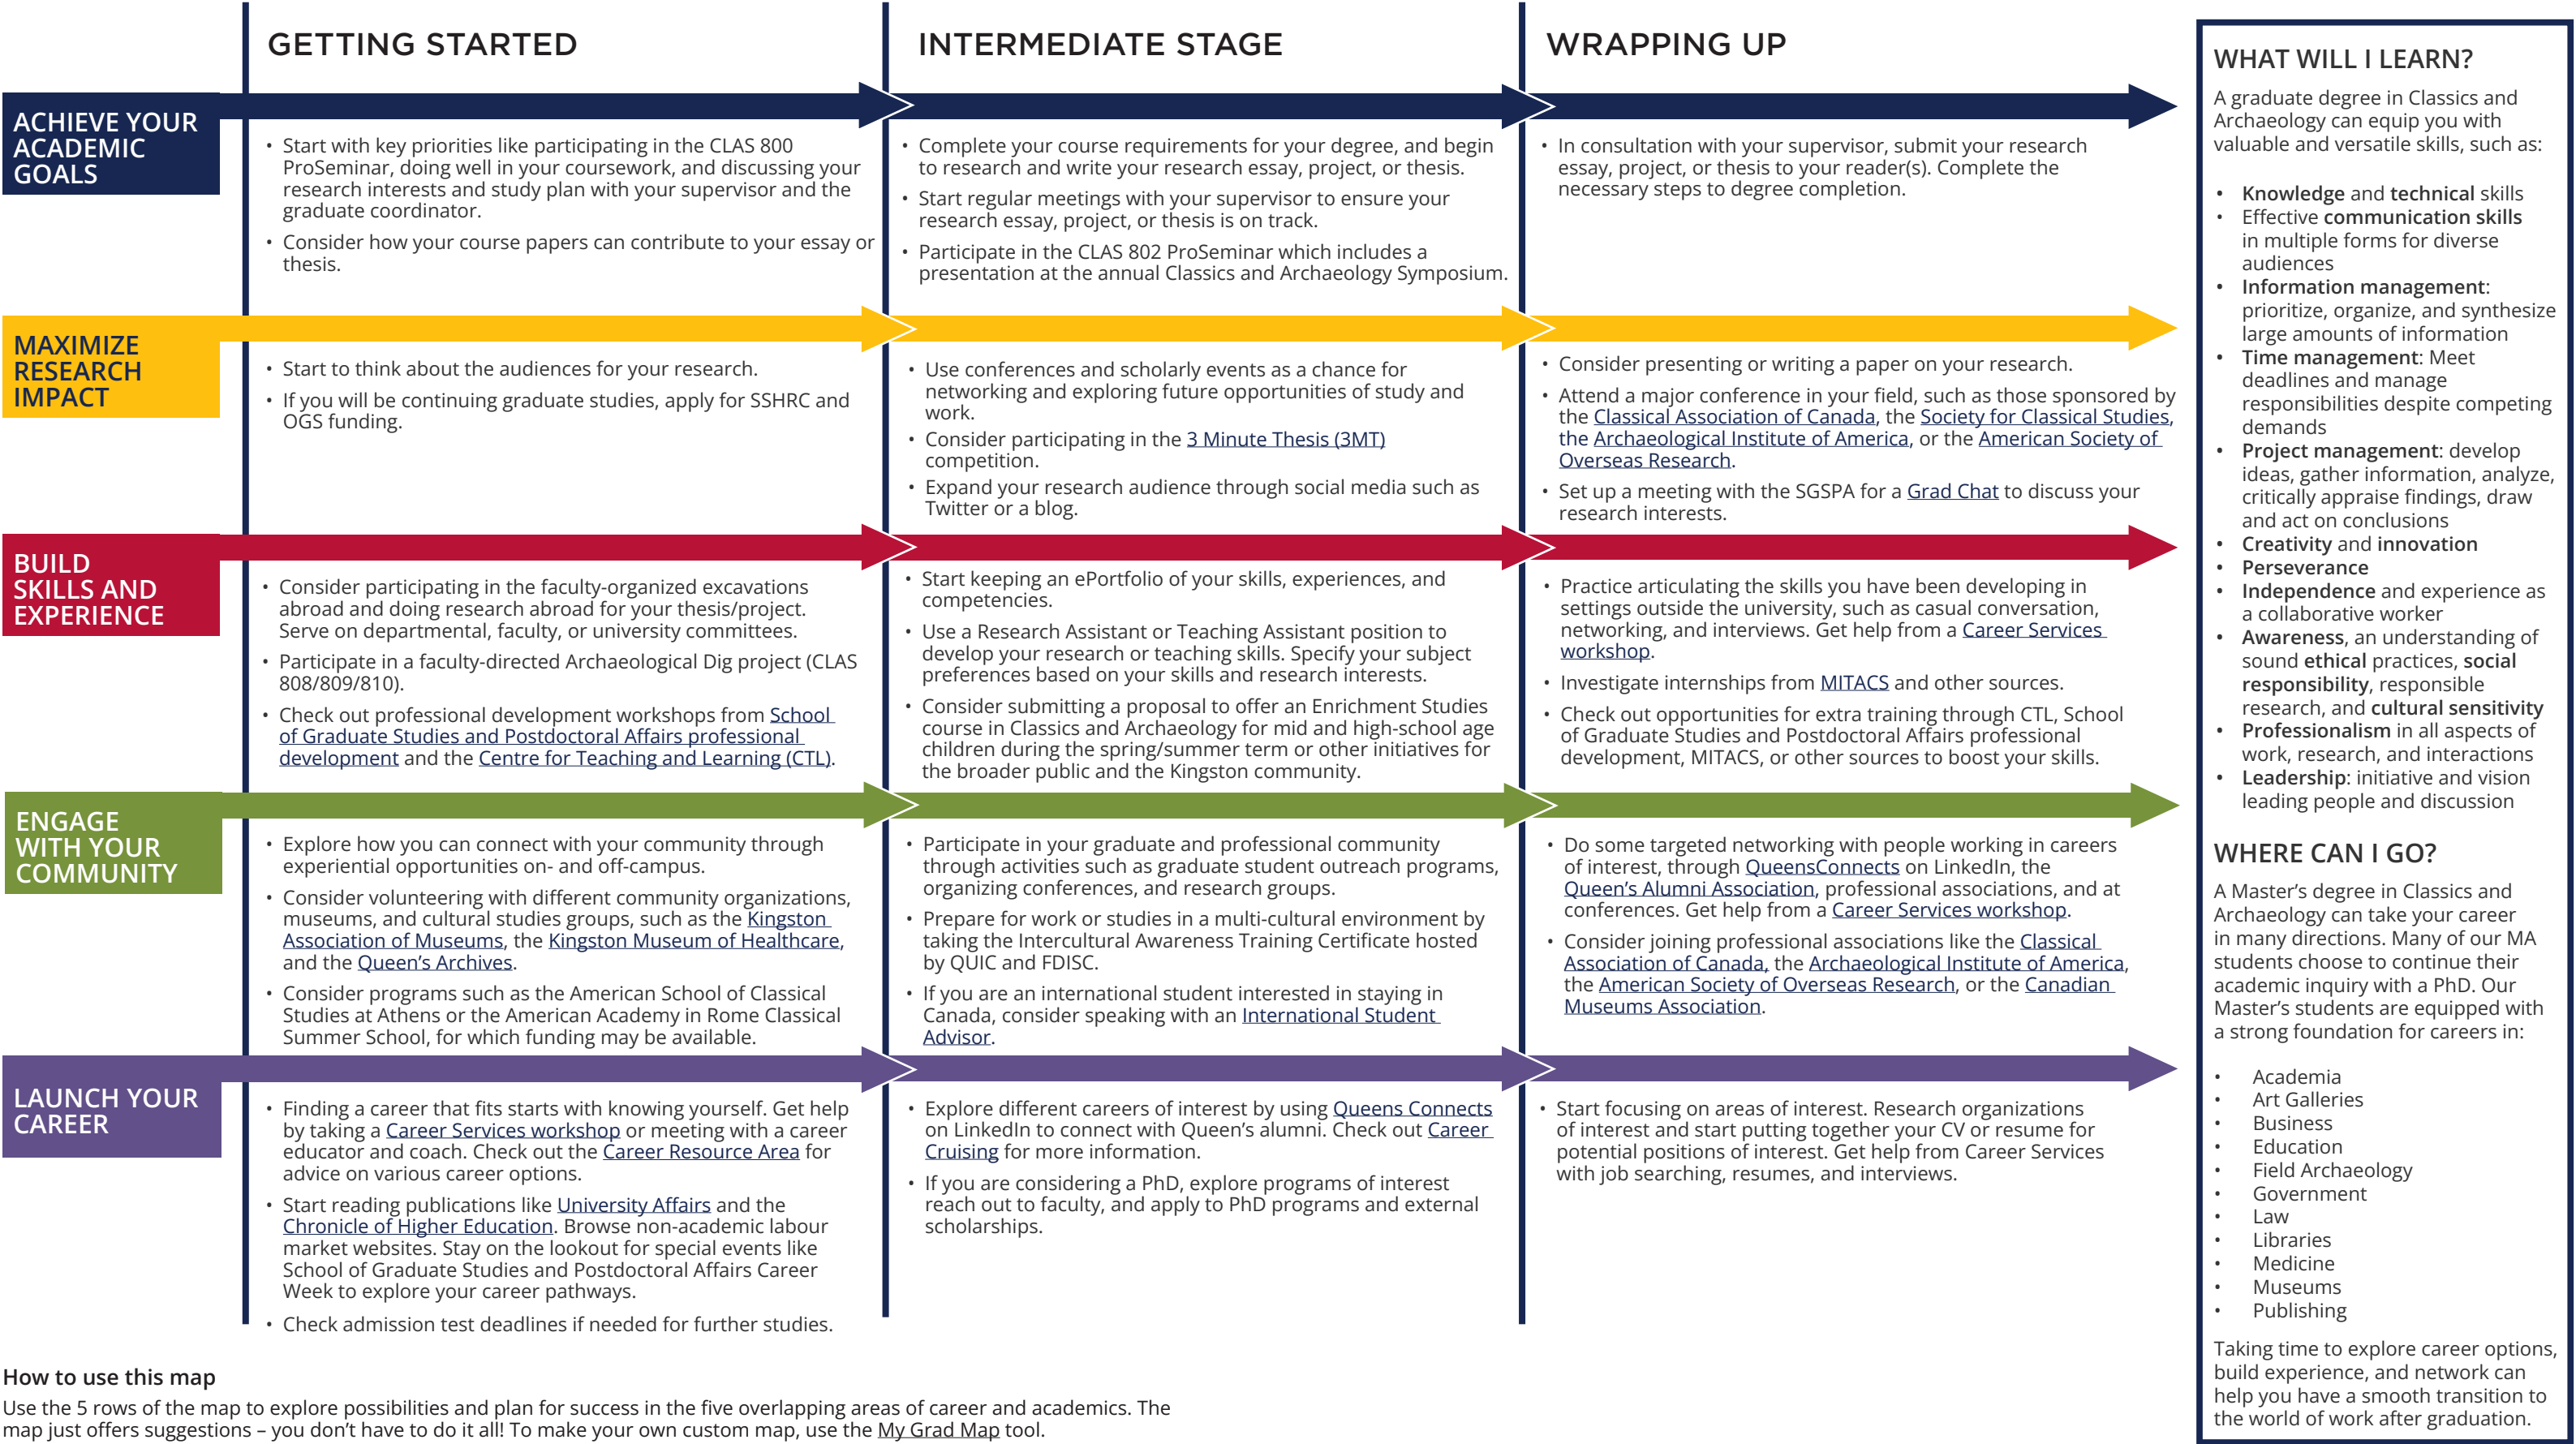 GETTING STARTED
INTERMEDIATE STAGE
WRAPPING UP
ACHIEVE YOUR
ACADEMIC
GOALS
• Start with key priorities like participating in the CLAS 800
ProSeminar, doing well in your coursework, and discussing your
research interests and study plan with your supervisor and the
graduate coordinator.
• Consider how your course papers can contribute to your essay or
thesis.
• Complete your course requirements for your degree, and begin
to research and write your research essay, project, or thesis.
• Start regular meetings with your supervisor to ensure your
research essay, project, or thesis is on track.
• Participate in the CLAS 802 ProSeminar which includes a
presentation at the annual Classics and Archaeology Symposium.
• In consultation with your supervisor, submit your research
essay, project, or thesis to your reader(s). Complete the
necessary steps to degree completion.
MAXIMIZE
RESEARCH
IMPACT
• Start to think about the audiences for your research.
• If you will be continuing graduate studies, apply for SSHRC and
OGS funding.
• Use conferences and scholarly events as a chance for
networking and exploring future opportunities of study and
work.
• Consider participating in the 3 Minute Thesis (3MT)
competition.
• Expand your research audience through social media such as
Twitter or a blog.
• Consider presenting or writing a paper on your research.
• Attend a major conference in your field, such as those sponsored by
the Classical Association of Canada, the Society for Classical Studies,
the Archaeological Institute of America, or the American Society of
Overseas Research.
• Set up a meeting with the SGSPA for a Grad Chat to discuss your
research interests.
BUILD
SKILLS AND
EXPERIENCE
• Consider participating in the faculty-organized excavations
abroad and doing research abroad for your thesis/project.
Serve on departmental, faculty, or university committees.
• Participate in a faculty-directed Archaeological Dig project (CLAS
808/809/810).
• Check out professional development workshops from School
of Graduate Studies and Postdoctoral Affairs professional
development and the Centre for Teaching and Learning (CTL).
• Start keeping an ePortfolio of your skills, experiences, and
competencies.
• Use a Research Assistant or Teaching Assistant position to
develop your research or teaching skills. Specify your subject
preferences based on your skills and research interests.
• Consider submitting a proposal to offer an Enrichment Studies
course in Classics and Archaeology for mid and high-school age
children during the spring/summer term or other initiatives for
the broader public and the Kingston community.
• Practice articulating the skills you have been developing in
settings outside the university, such as casual conversation,
networking, and interviews. Get help from a Career Services
workshop.
• Investigate internships from MITACS and other sources.
• Check out opportunities for extra training through CTL, School
of Graduate Studies and Postdoctoral Affairs professional
development, MITACS, or other sources to boost your skills.
ENGAGE
WITH YOUR
COMMUNITY
• Explore how you can connect with your community through
experiential opportunities on- and off-campus.
• Consider volunteering with different community organizations,
museums, and cultural studies groups, such as the Kingston
Association of Museums, the Kingston Museum of Healthcare,
and the Queen's Archives.
• Consider programs such as the American School of Classical
Studies at Athens or the American Academy in Rome Classical
Summer School, for which funding may be available.
• Participate in your graduate and professional community
through activities such as graduate student outreach programs,
organizing conferences, and research groups.
• Prepare for work or studies in a multi-cultural environment by
taking the Intercultural Awareness Training Certificate hosted
by QUIC and FDISC.
• If you are an international student interested in staying in
Canada, consider speaking with an International Student
Advisor.
• Do some targeted networking with people working in careers
of interest, through QueensConnects on LinkedIn, the
Queen's Alumni Association, professional associations, and at
conferences. Get help from a Career Services workshop.
• Consider joining professional associations like the Classical
Association of Canada, the Archaeological Institute of America,
the American Society of Overseas Research, or the Canadian
Museums Association.
LAUNCH YOUR
CAREER
• Finding a career that fits starts with knowing yourself. Get help
by taking a Career Services workshop or meeting with a career
educator and coach. Check out the Career Resource Area for
advice on various career options.
• Start reading publications like University Affairs and the
Chronicle of Higher Education. Browse non-academic labour
market websites. Stay on the lookout for special events like
School of Graduate Studies and Postdoctoral Affairs Career
Week to explore your career pathways.
• Check admission test deadlines if needed for further studies.
• Explore different careers of interest by using Queens Connects
on LinkedIn to connect with Queen's alumni. Check out Career
Cruising for more information.
• If you are considering a PhD, explore programs of interest
reach out to faculty, and apply to PhD programs and external
scholarships.
• Start focusing on areas of interest. Research organizations
of interest and start putting together your CV or resume for
potential positions of interest. Get help from Career Services
with job searching, resumes, and interviews.
How to use this map
Use the 5 rows of the map to explore possibilities and plan for success in the five overlapping areas of career and academics. The
map just offers suggestions – you don't have to do it all! To make your own custom map, use the My Grad Map tool.
WHAT WILL I LEARN?
A graduate degree in Classics and
Archaeology can equip you with
valuable and versatile skills, such as:
• Knowledge and technical skills
• Effective communication skills
in multiple forms for diverse
audiences
• Information management:
prioritize, organize, and synthesize
large amounts of information
• Time management: Meet
deadlines and manage
responsibilities despite competing
demands
• Project management: develop
ideas, gather information, analyze,
critically appraise findings, draw
and act on conclusions
• Creativity and innovation
• Perseverance
• Independence and experience as
a collaborative worker
• Awareness, an understanding of
sound ethical practices, social
responsibility, responsible
research, and cultural sensitivity
• Professionalism in all aspects of
work, research, and interactions
• Leadership: initiative and vision
leading people and discussion
WHERE CAN I GO?
A Master's degree in Classics and
Archaeology can take your career
in many directions. Many of our MA
students choose to continue their
academic inquiry with a PhD. Our
Master's students are equipped with
a strong foundation for careers in:
• Academia
• Art Galleries
• Business
• Education
• Field Archaeology
• Government
• Law
• Libraries
• Medicine
• Museums
• Publishing
Taking time to explore career options,
build experience, and network can
help you have a smooth transition to
the world of work after graduation.